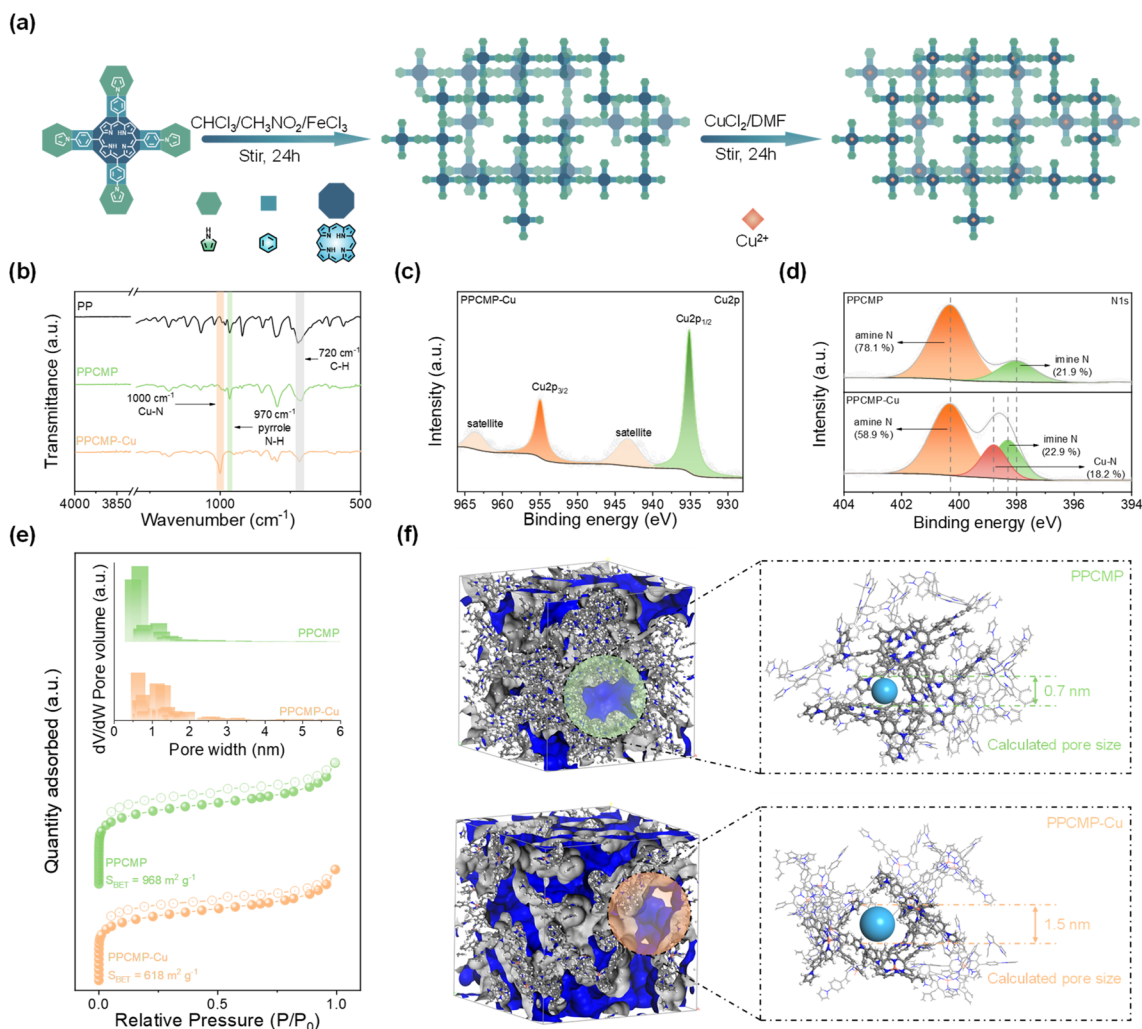 (a)
CHCl₃/CH₃NO₂/FeCl₃
Stir, 24h
CuCl₂/DMF
Stir, 24h
N
N
N
N
N
HN
NH
N
H
N
N
HN
NH
N
Cu²⁺
(b)
Transmittance (a.u.)
PP
PPCMP
PPCMP-Cu
720 cm⁻¹
C-H
1000 cm⁻¹
Cu-N
970 cm⁻¹
pyrrole
N-H
4000
3850
1000
500
Wavenumber (cm⁻¹)
(c)
Intensity (a.u.)
PPCMP-Cu
Cu2p
Cu2p₁/₂
Cu2p₃/₂
satellite
satellite
965
960
955
950
945
940
935
930
Binding energy (eV)
(d)
Intensity (a.u.)
PPCMP
N1s
amine N
(78.1 %)
imine N
(21.9 %)
PPCMP-Cu
amine N
(58.9 %)
imine N
(22.9 %)
Cu-N
(18.2 %)
404
402
400
398
396
394
Binding energy (eV)
(e)
Quantity adsorbed (a.u.)
dV/dW Pore volume (a.u.)
PPCMP
PPCMP-Cu
0 1 2 3 4 5 6
Pore width (nm)
PPCMP
S_BET = 968 m² g⁻¹
PPCMP-Cu
S_BET = 618 m² g⁻¹
0.0
0.5
1.0
Relative Pressure (P/P₀)
(f)
PPCMP
0.7 nm
Calculated pore size
PPCMP-Cu
1.5 nm
Calculated pore size